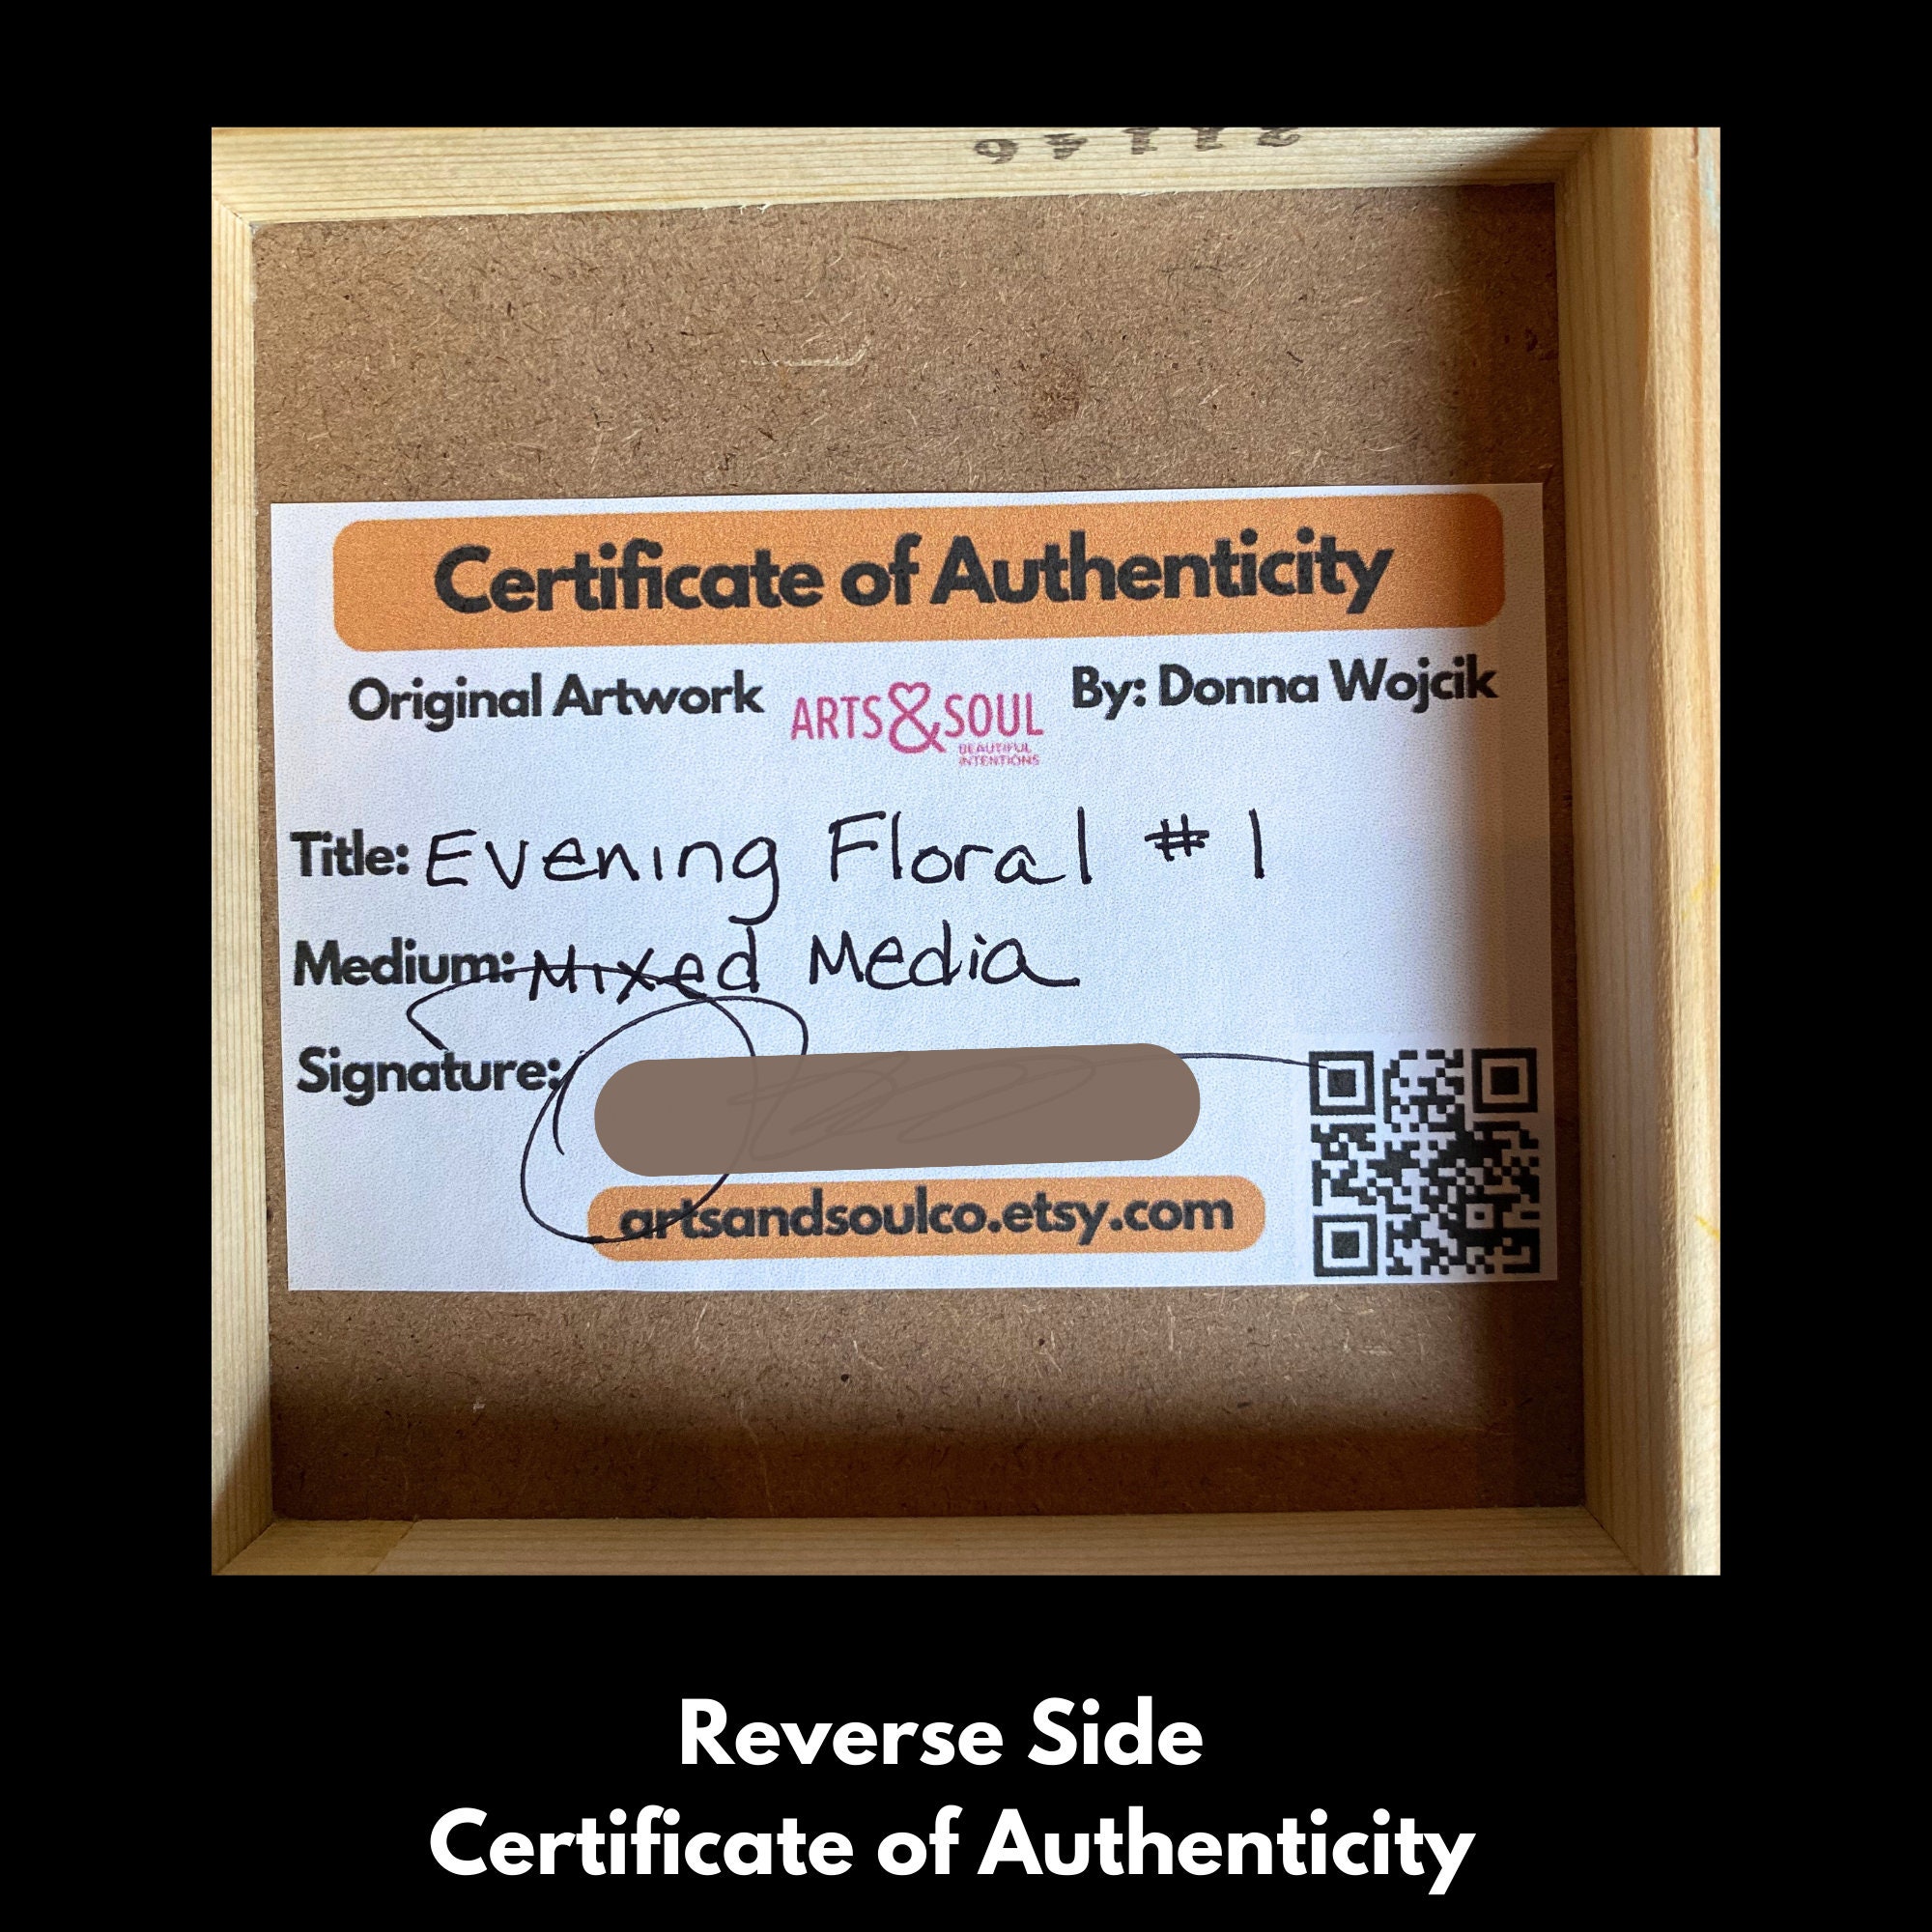 21146
Certificate of Authenticity
Original Artwork ARTS & SOUL By: Donna Wojcik
BEAUTIFUL
INTENTIONS
Title: Evening Floral #1
Medium: Mixed Media
Signature:
artsandsoulco.etsy.com
Reverse Side
Certificate of Authenticity